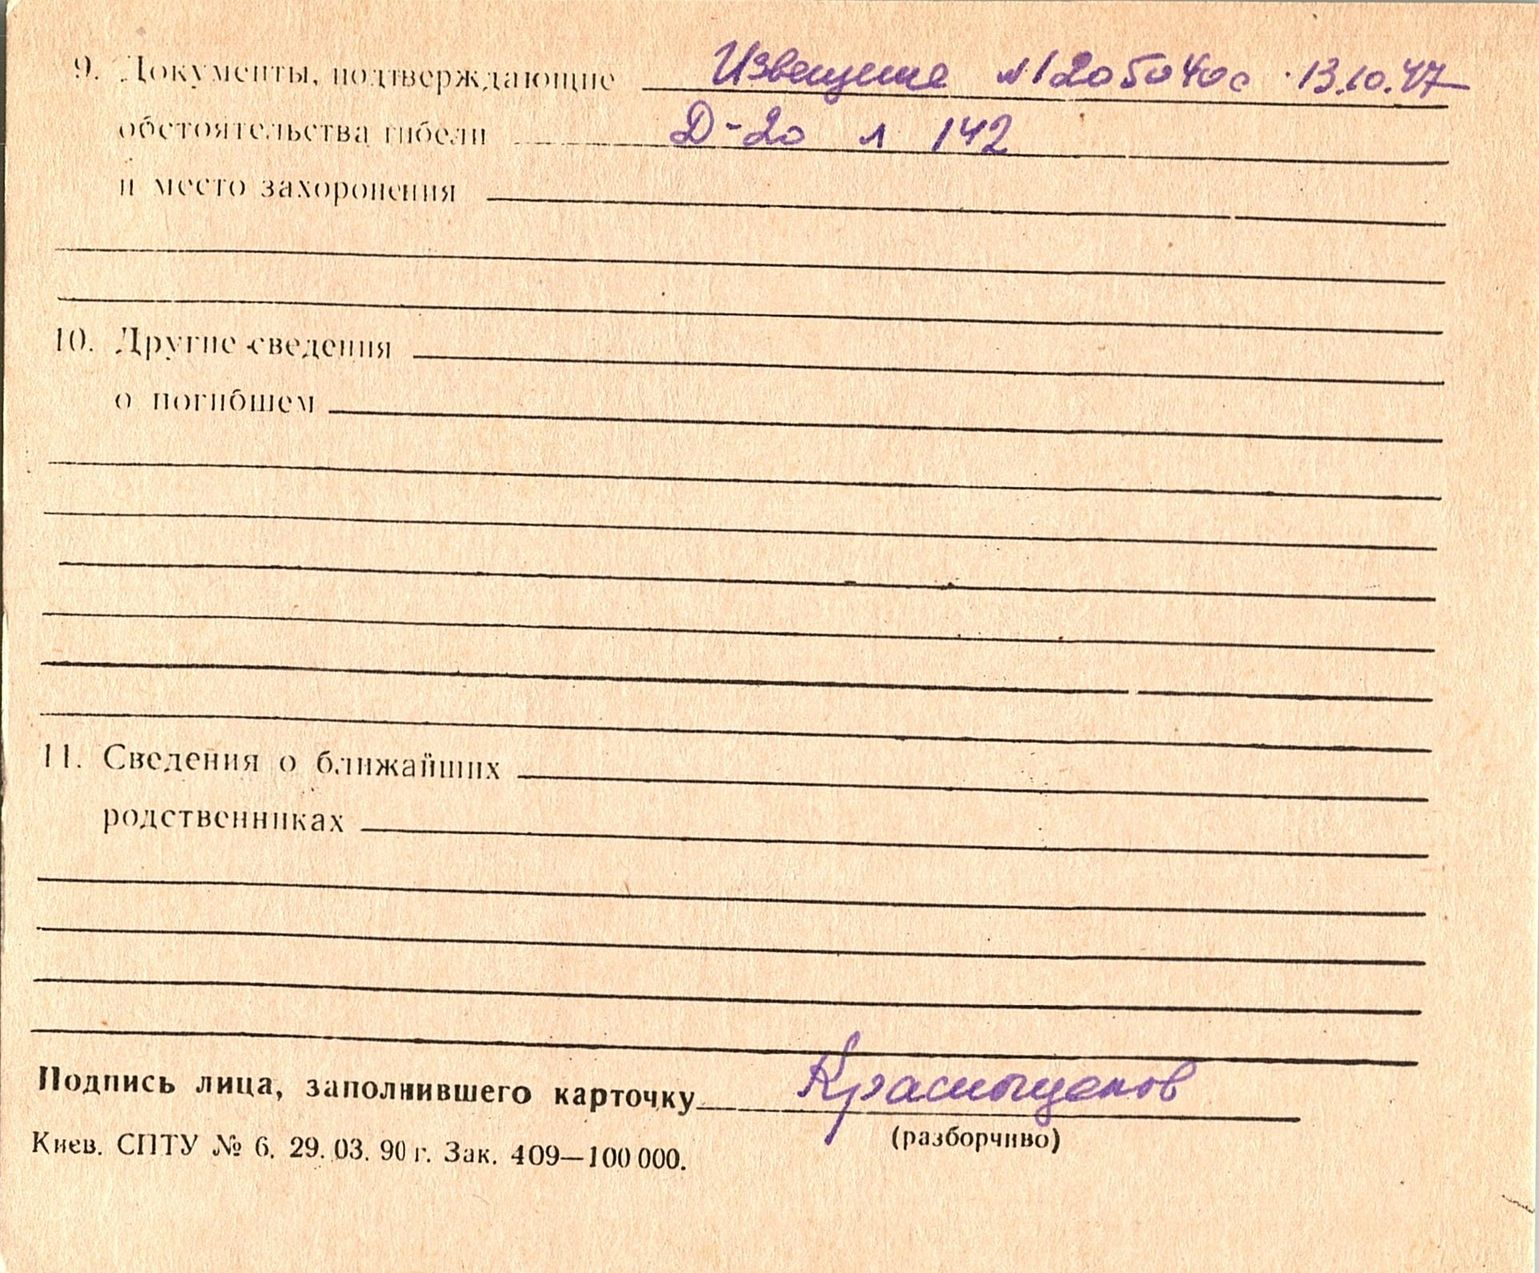 9. Документы, подтверждающие Извещение №12050400 13.10.47
обстоятельства гибели Д-20 л 142
и место захоронения
10. Другие сведения
о погибшем
11. Сведения о ближайших
родственниках
Подпись лица, заполнившего карточку
(разборчиво)
Киев. СПТУ № 6. 29. 03. 90 г. Зак. 409—100 000.